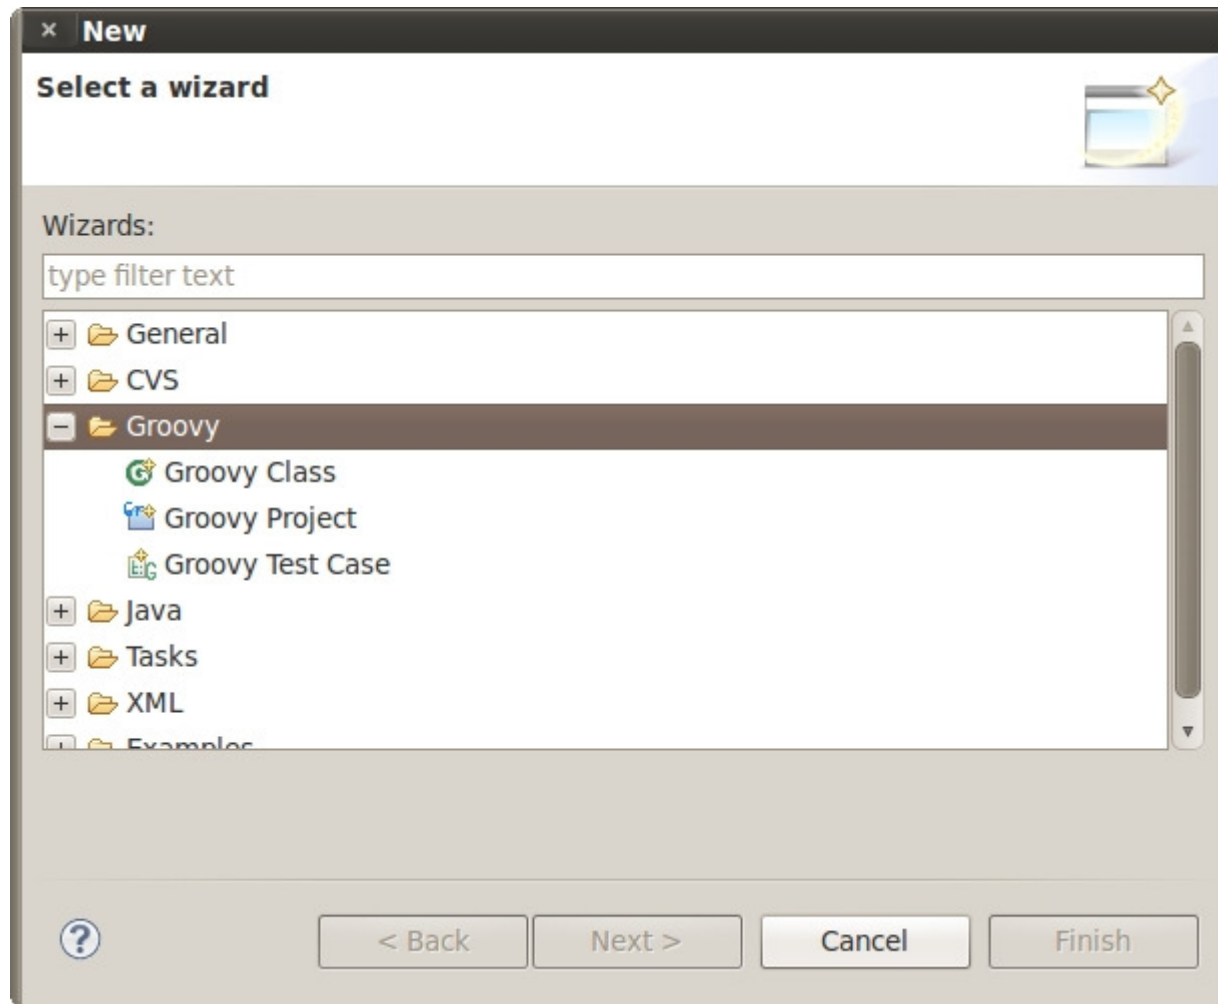 New
Select a wizard
Wizards:
type filter text
General
CVS
Groovy
Groovy Class
Groovy Project
Groovy Test Case
Java
Tasks
XML
Examples
< Back Next > Cancel Finish